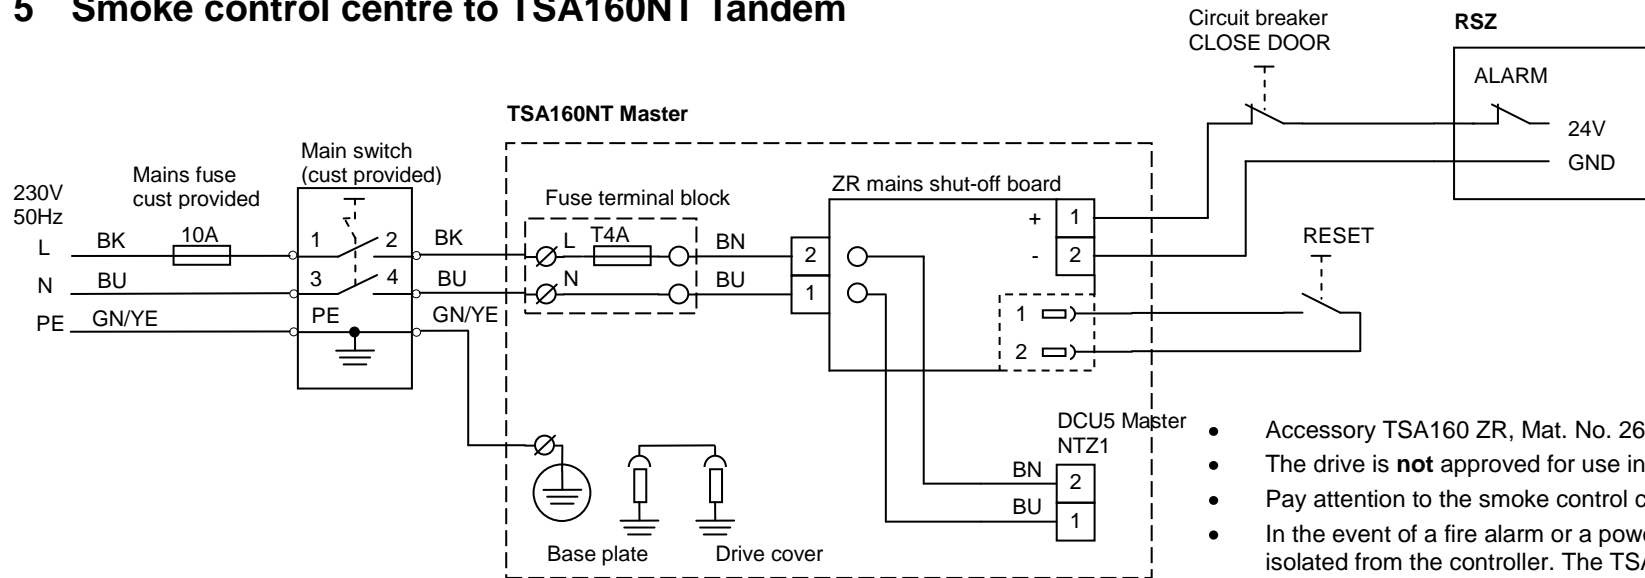 5 Smoke control centre to TSA160NT Tandem
Circuit breaker
CLOSE DOOR
RSZ
ALARM
24V
GND
TSA160NT Master
Main switch
(cust provided)
Mains fuse
cust provided
230V
50Hz
L
BK
10A
1
2
BK
N
BU
3
4
BU
PE
GN/YE
PE
GN/YE
Fuse terminal block
L
T4A
BN
N
BU
ZR mains shut-off board
2
1
+
1
-
2
1
2
RESET
DCU5 Master
NTZ1
BN
2
BU
1
Base plate
Drive cover
• Accessory TSA160 ZR, Mat. No. 26
• The drive is not approved for use in
• Pay attention to the smoke control c
• In the event of a fire alarm or a powe
isolated from the controller. The TSA